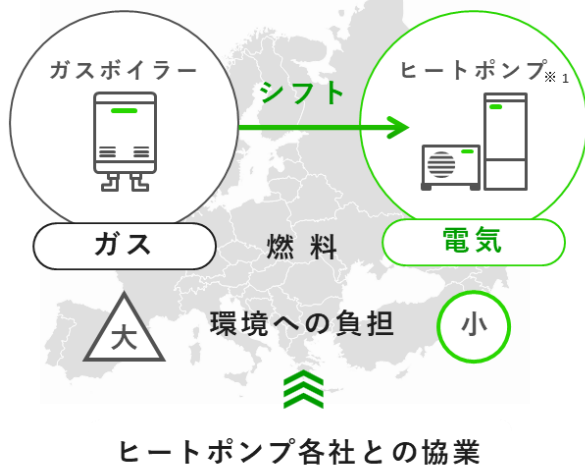 ガスボイラー
シフト
ヒートポンプ※1
ガス
燃料
電気
大
環境への負担
小
ヒートポンプ各社との協業